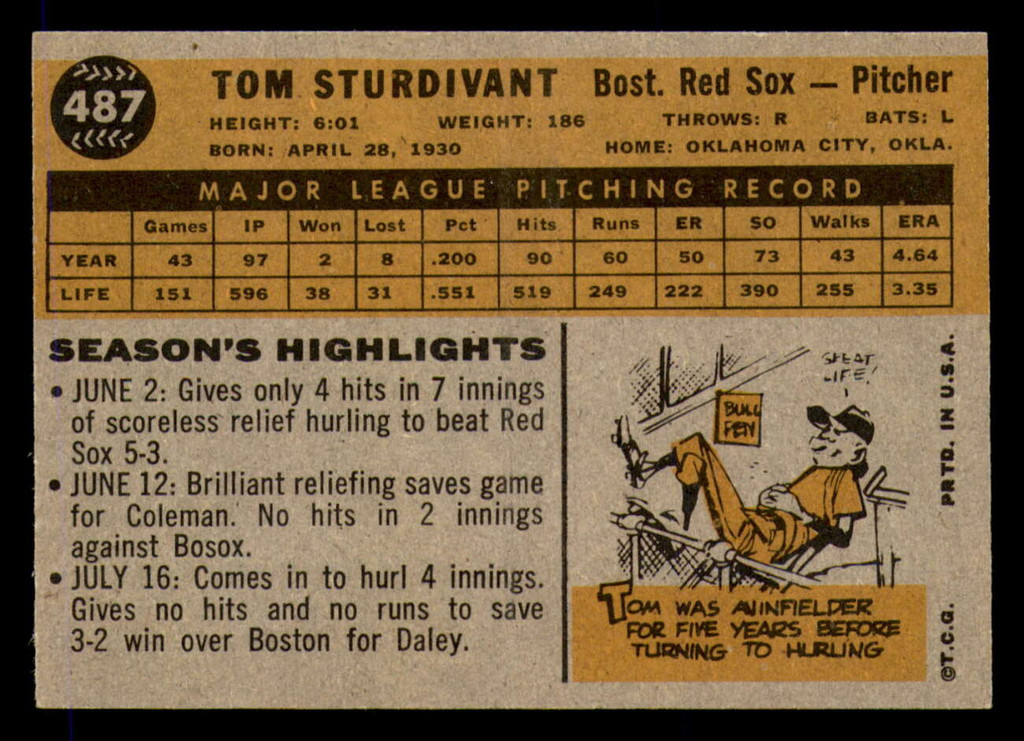 487
TOM STURDIVANT Bost. Red Sox — Pitcher
HEIGHT: 6:01 WEIGHT: 186 THROWS: R BATS: L
BORN: APRIL 28, 1930 HOME: OKLAHOMA CITY, OKLA.
MAJOR LEAGUE PITCHING RECORD
Games IP Won Lost Pct Hits Runs ER SO Walks ERA
YEAR 43 97 2 8 .200 90 60 50 73 43 4.64
LIFE 151 596 38 31 .551 519 249 222 390 255 3.35
SEASON'S HIGHLIGHTS
• JUNE 2: Gives only 4 hits in 7 innings
of scoreless relief hurling to beat Red
Sox 5-3.
• JUNE 12: Brilliant reliefing saves game
for Coleman. No hits in 2 innings
against Bosox.
• JULY 16: Comes in to hurl 4 innings.
Gives no hits and no runs to save
3-2 win over Boston for Daley.
LIFE!
BULL
PEN
TOM WAS AN INFIELDER
FOR FIVE YEARS BEFORE
TURNING TO HURLING
©T.C.G. PRTD. IN U.S.A.